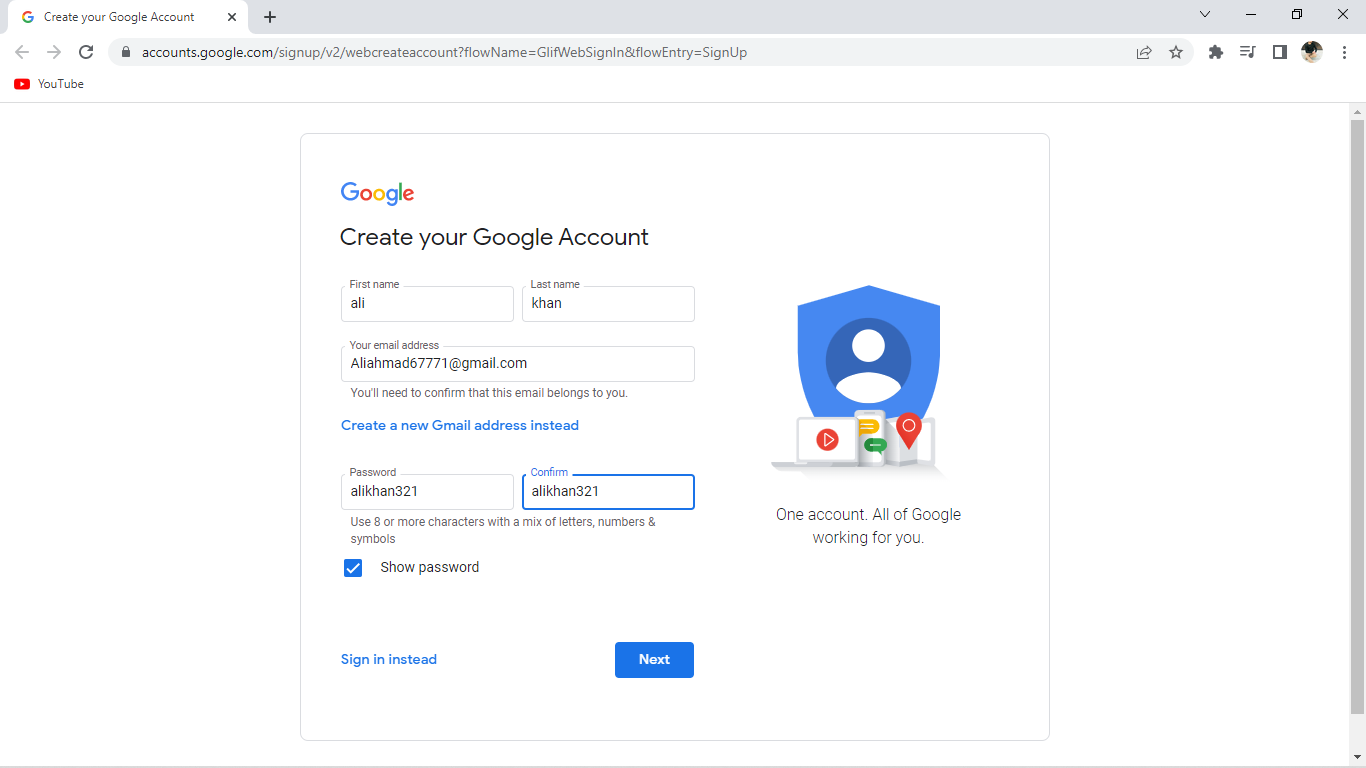 Create your Google Account
accounts.google.com/signup/v2/webcreateaccount?flowName=GlifWebSignIn&flowEntry=SignUp
YouTube
Google
Create your Google Account
First name
Last name
ali
khan
Your email address
Aliahmad67771@gmail.com
You'll need to confirm that this email belongs to you.
Create a new Gmail address instead
Password
Confirm
alikhan321
alikhan321
Use 8 or more characters with a mix of letters, numbers &
symbols
Show password
Sign in instead
Next
One account. All of Google
working for you.